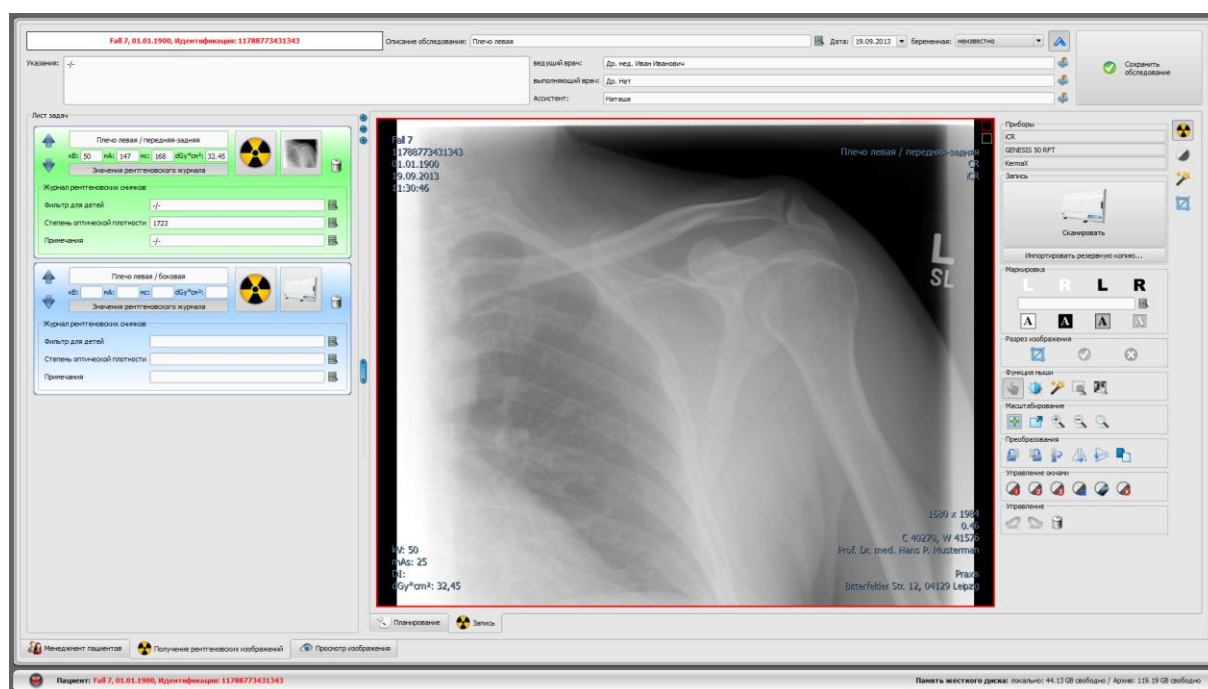 Fall 7, 01.01.1900, Идентификация: 11788773431343
Описание обследования: Плечо левая
Дата: 19.09.2013 беременная: неизвестно
Указания: -/-
ведущий врач: Др. мед. Иван Иванович
выполняющий врач: Др. Нет
Ассистент: Наташа
Сохранить обследование
Лист задач
Плечо левая / передняя-задняя
кВ: 50 мА: 147 мс: 168 dGy*cm²: 32.45
Значения рентгеновского журнала
Журнал рентгеновских снимков
Фильтр для детей -/-
Степень оптической плотности 1723
Примечания -/-
Плечо левая / боковая
кВ: мА: мс: dGy*cm²:
Значения рентгеновского журнала
Журнал рентгеновских снимков
Фильтр для детей
Степень оптической плотности
Примечания
Fall 7
11788773431343
01.01.1900
19.09.2013
11:30:46
Плечо левая / передняя-задняя
CR
iCR
L
SL
1680 x 1984
0.46
C 40270, W 41576
Prof. Dr. med. Hans P. Musterman
Praxis
Bitterfelder Str. 12, 04129 Leipzig
kV: 50
mAs: 25
DI:
dGy*cm²: 32,45
Приборы
iCR
GENESIS 50 RPT
KermaX
Запись
Сканировать
Импортировать резервную копию...
Маркировка
L R L R
A A A A
Разрез изображения
Функция мыши
Масштабирование
Преобразования
Управление окнами
Управление
Планирование Запись
Менеджмент пациентов Получение рентгеновских изображений Просмотр изображения
Пациент: Fall 7, 01.01.1900, Идентификация: 11788773431343
Память жесткого диска: локально: 44.13 GB свободно / Архив: 119.19 GB свободно